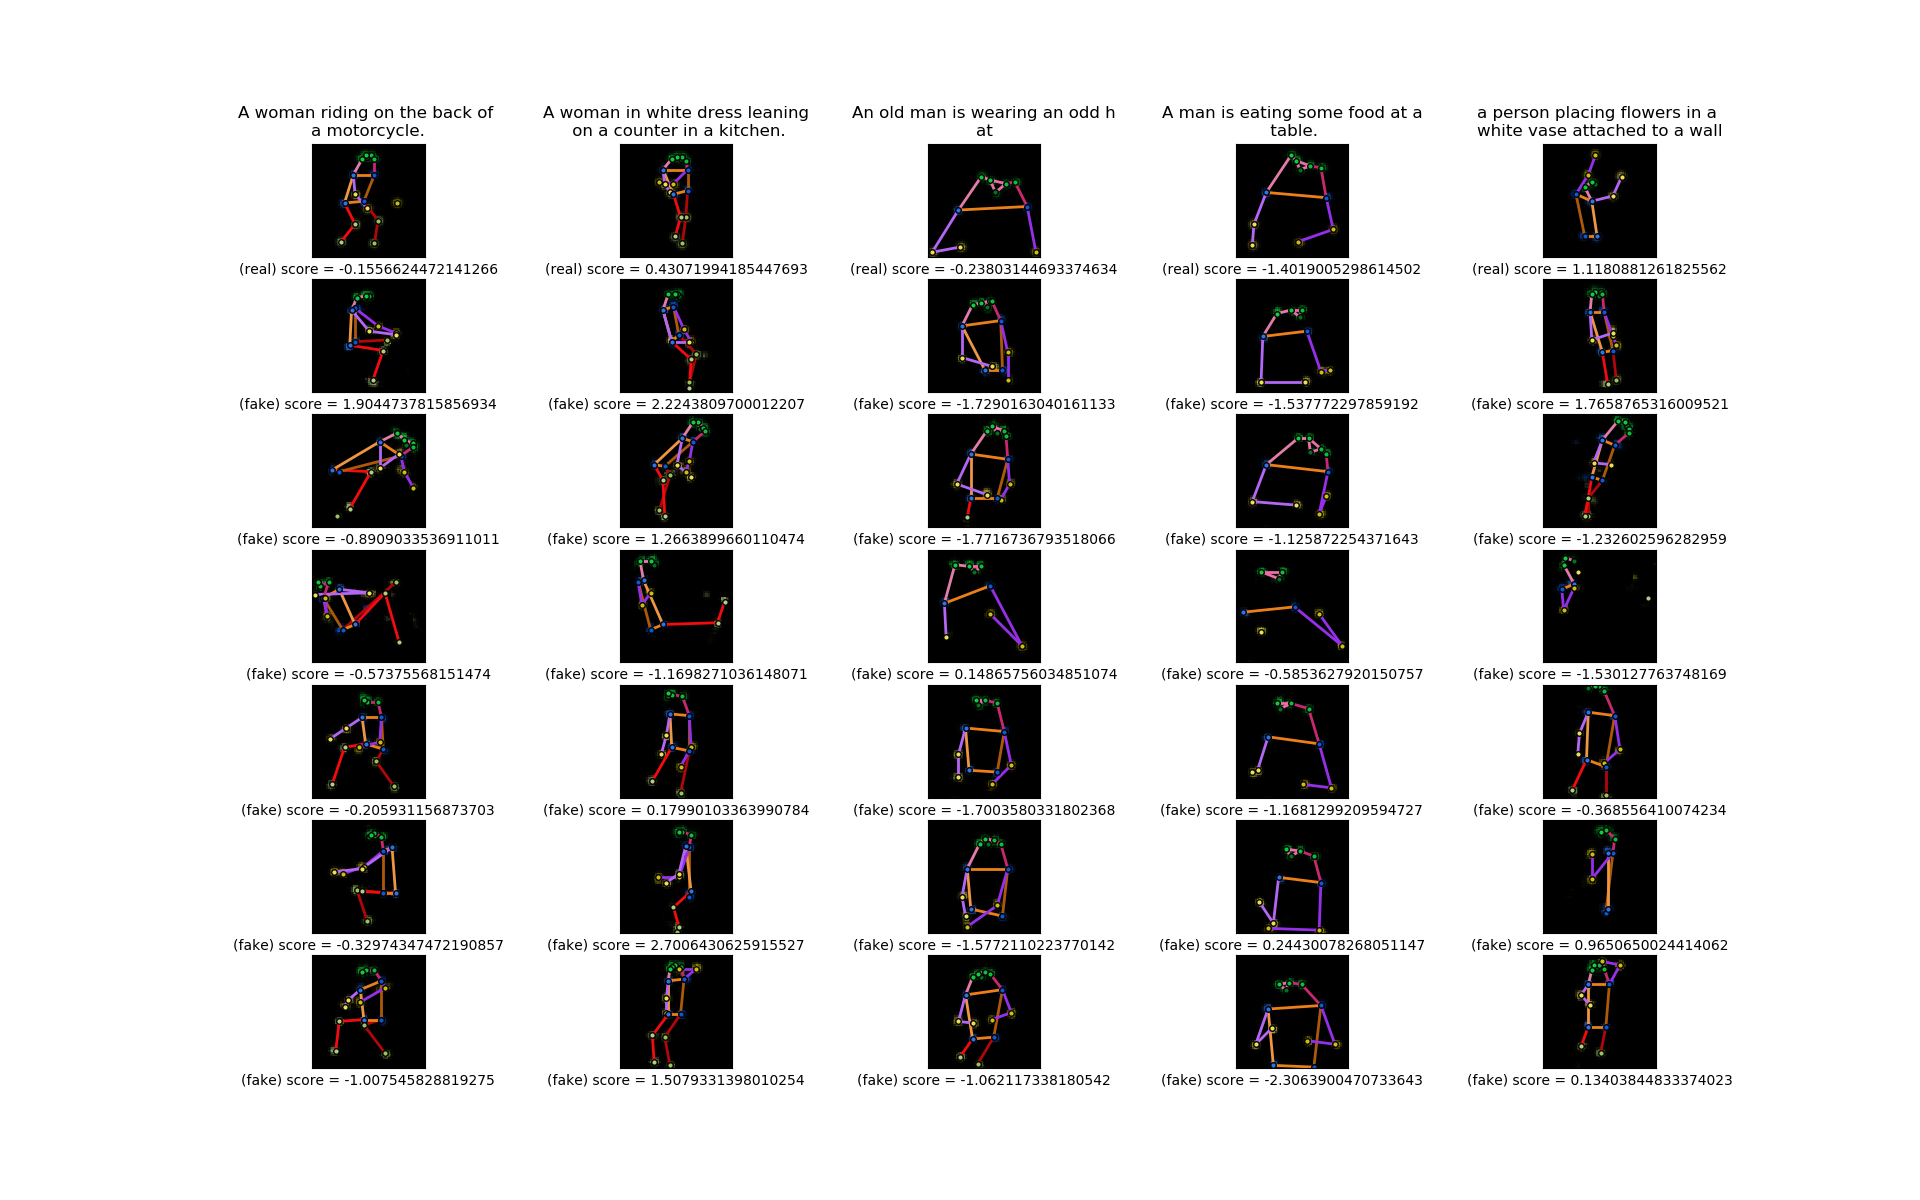 A woman riding on the back of
a motorcycle.
A woman in white dress leaning
on a counter in a kitchen.
An old man is wearing an odd h
at
A man is eating some food at a
table.
a person placing flowers in a
white vase attached to a wall
(real) score = -0.1556624472141266
(real) score = 0.43071994185447693
(real) score = -0.23803144693374634
(real) score = -1.4019005298614502
(real) score = 1.1180881261825562
(fake) score = 1.9044737815856934
(fake) score = 2.2243809700012207
(fake) score = -1.7290163040161133
(fake) score = -1.537772297859192
(fake) score = 1.7658765316009521
(fake) score = -0.8909033536911011
(fake) score = 1.2663899660110474
(fake) score = -1.7716736793518066
(fake) score = -1.125872254371643
(fake) score = -1.232602596282959
(fake) score = -0.57375568151474
(fake) score = -1.1698271036148071
(fake) score = 0.14865756034851074
(fake) score = -0.5853627920150757
(fake) score = -1.530127763748169
(fake) score = -0.205931156873703
(fake) score = 0.17990103363990784
(fake) score = -1.7003580331802368
(fake) score = -1.1681299209594727
(fake) score = -0.368556410074234
(fake) score = -0.32974347472190857
(fake) score = 2.7006430625915527
(fake) score = -1.5772110223770142
(fake) score = 0.24430078268051147
(fake) score = 0.9650650024414062
(fake) score = -1.007545828819275
(fake) score = 1.5079331398010254
(fake) score = -1.062117338180542
(fake) score = -2.3063900470733643
(fake) score = 0.13403844833374023